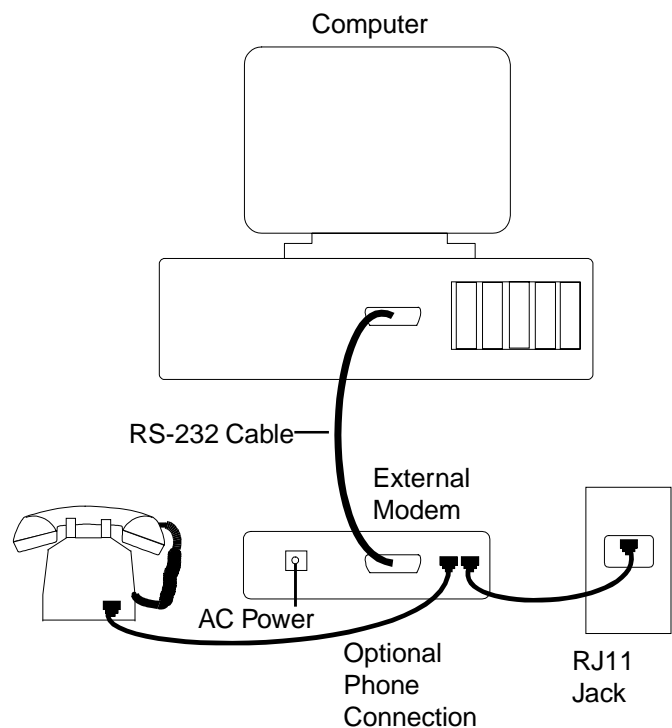 Computer
RS-232 Cable
External
Modem
AC Power
Optional
Phone
Connection
RJ11
Jack